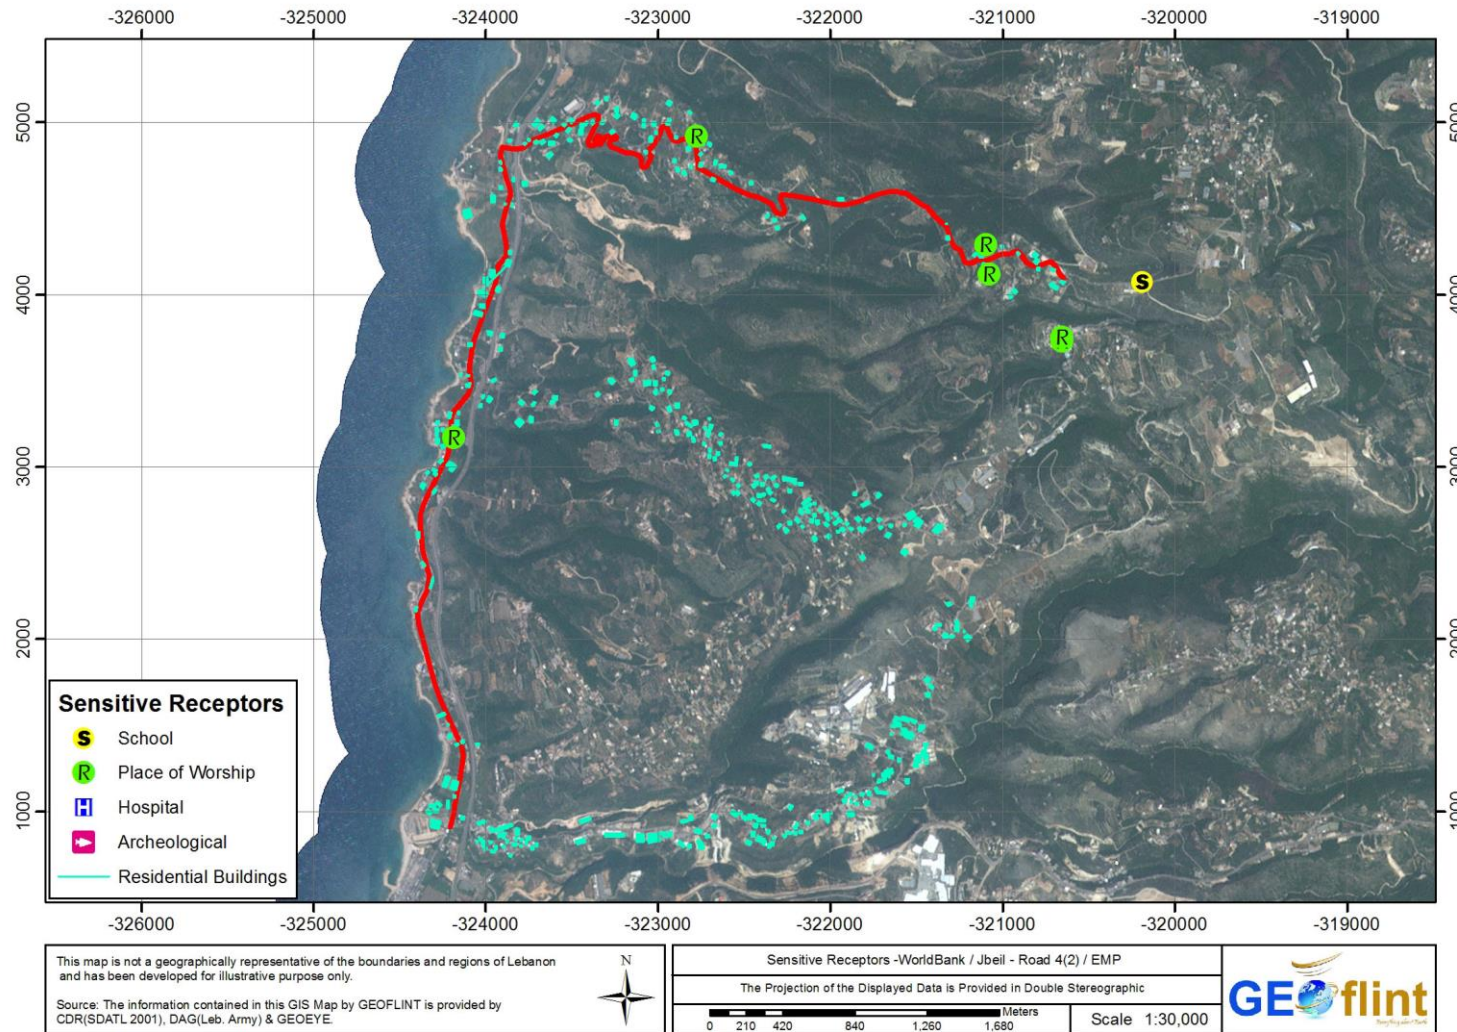 -326000 -325000 -324000 -323000 -322000 -321000 -320000 -319000
5000 5000
4000 4000
3000 3000
2000 2000
1000 1000
R
R
R
S
R
R
Sensitive Receptors
S School
R Place of Worship
H Hospital
Archeological
Residential Buildings
-326000 -325000 -324000 -323000 -322000 -321000 -320000 -319000
This map is not a geographically representative of the boundaries and regions of Lebanon
and has been developed for illustrative purpose only.
Source: The information contained in this GIS Map by GEOFLINT is provided by
CDR(SDATL 2001), DAG(Leb. Army) & GEOEYE.
N
Sensitive Receptors -WorldBank / Jbeil - Road 4(2) / EMP
The Projection of the Displayed Data is Provided in Double Stereographic
Meters
0 210 420 840 1,260 1,680
Scale 1:30,000
GEOflint